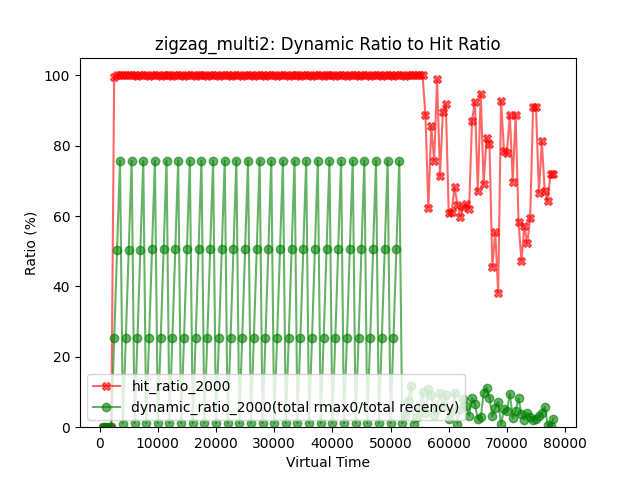 zigzag_multi2: Dynamic Ratio to Hit Ratio
100
80
60
40
20
0
Ratio (%)
hit_ratio_2000
dynamic_ratio_2000(total rmax0/total recency)
0 10000 20000 30000 40000 50000 60000 70000 80000
Virtual Time